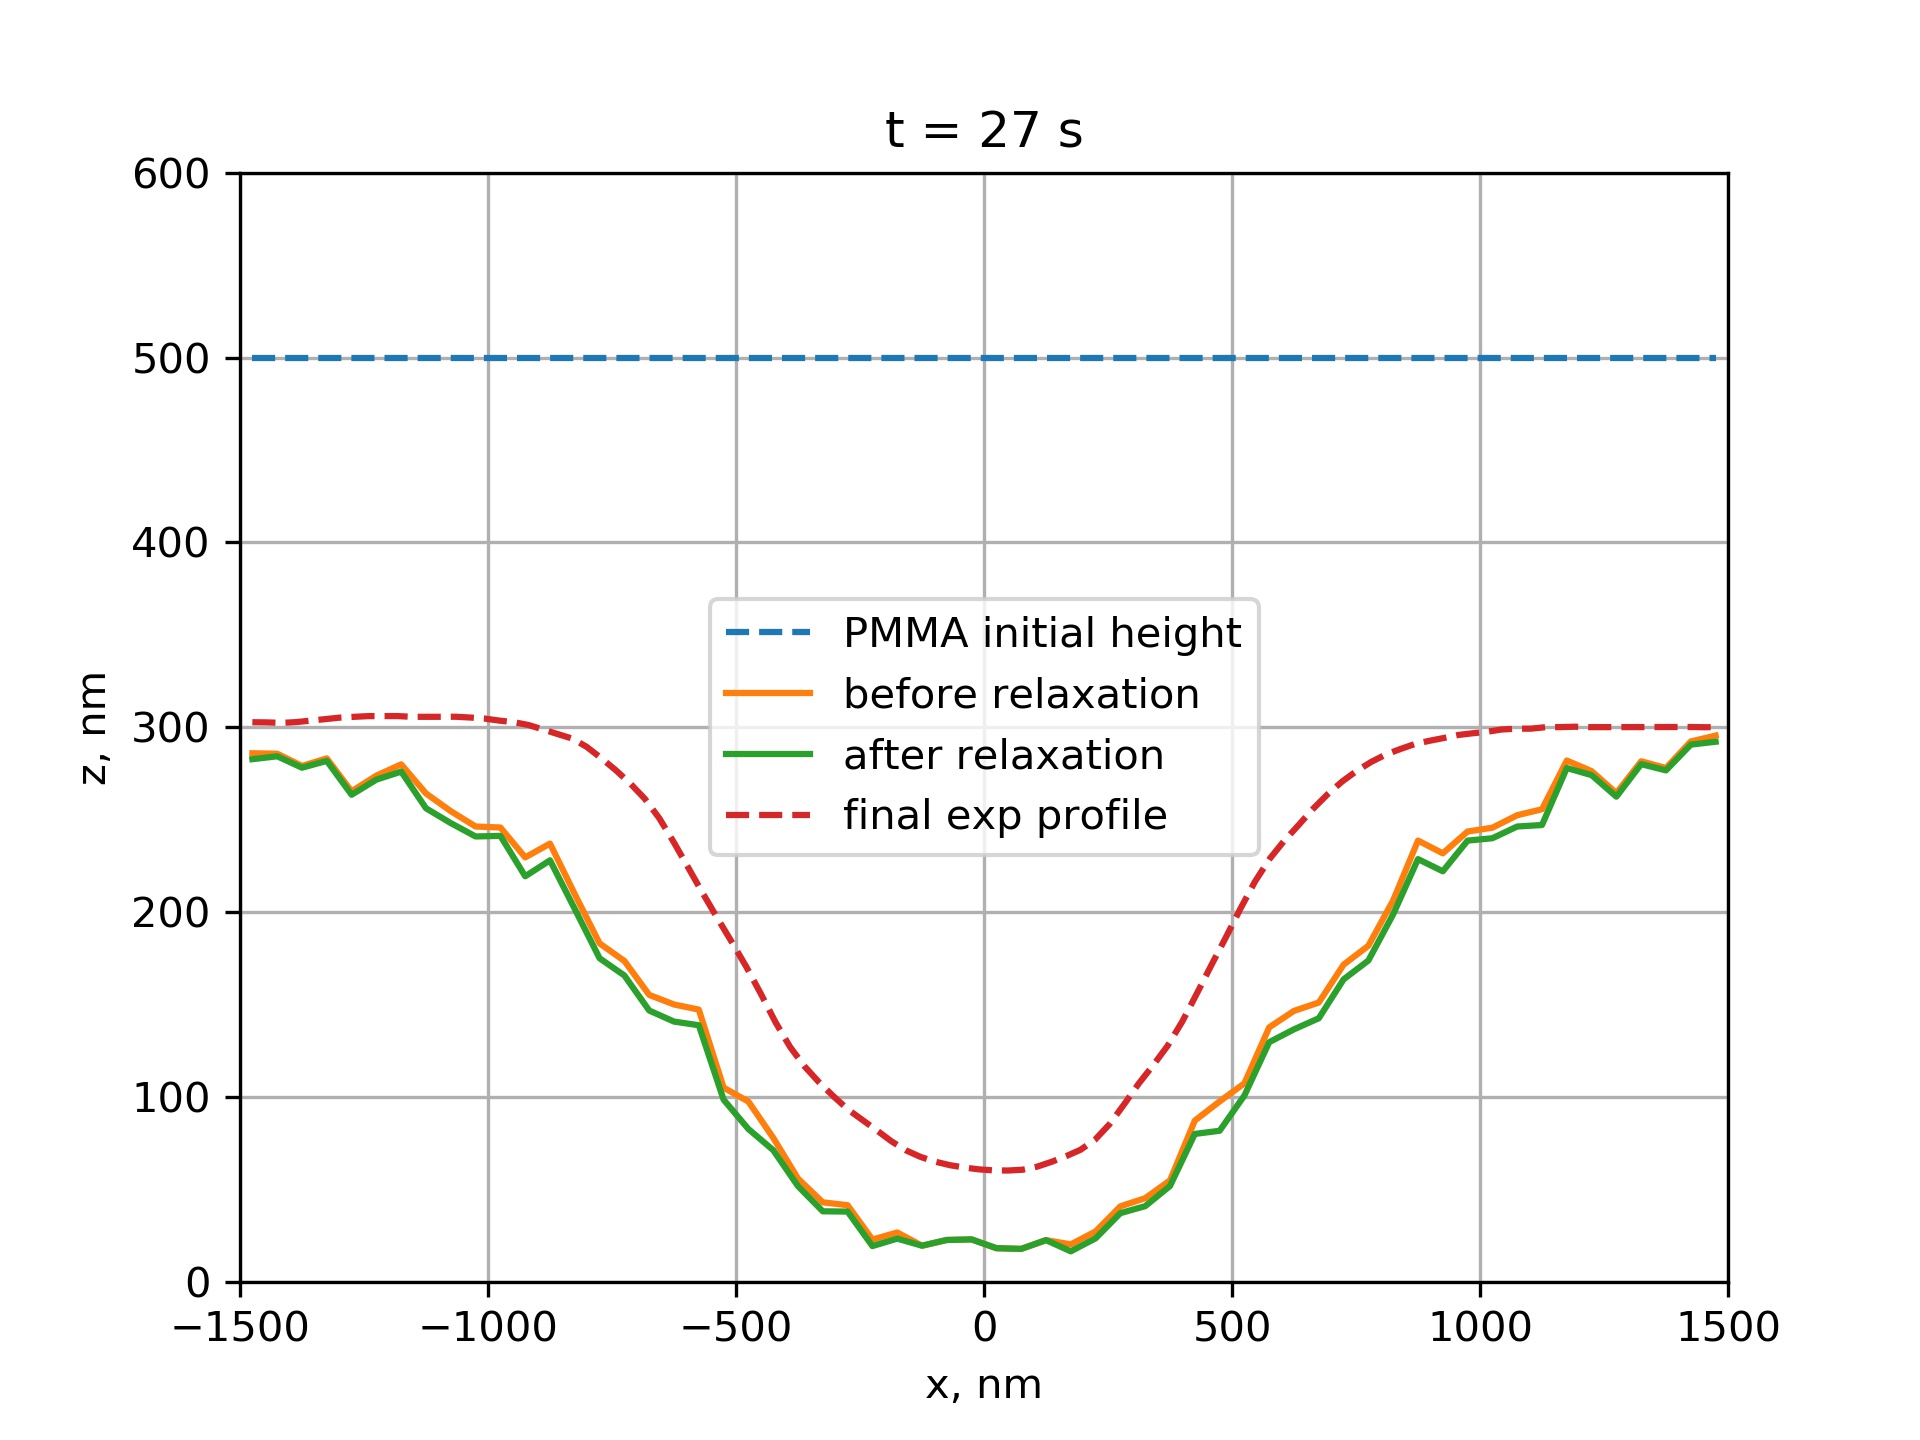 t = 27 s
600
500
400
300
200
100
0
z, nm
PMMA initial height
before relaxation
after relaxation
final exp profile
−1500
−1000
−500
0
500
1000
1500
x, nm